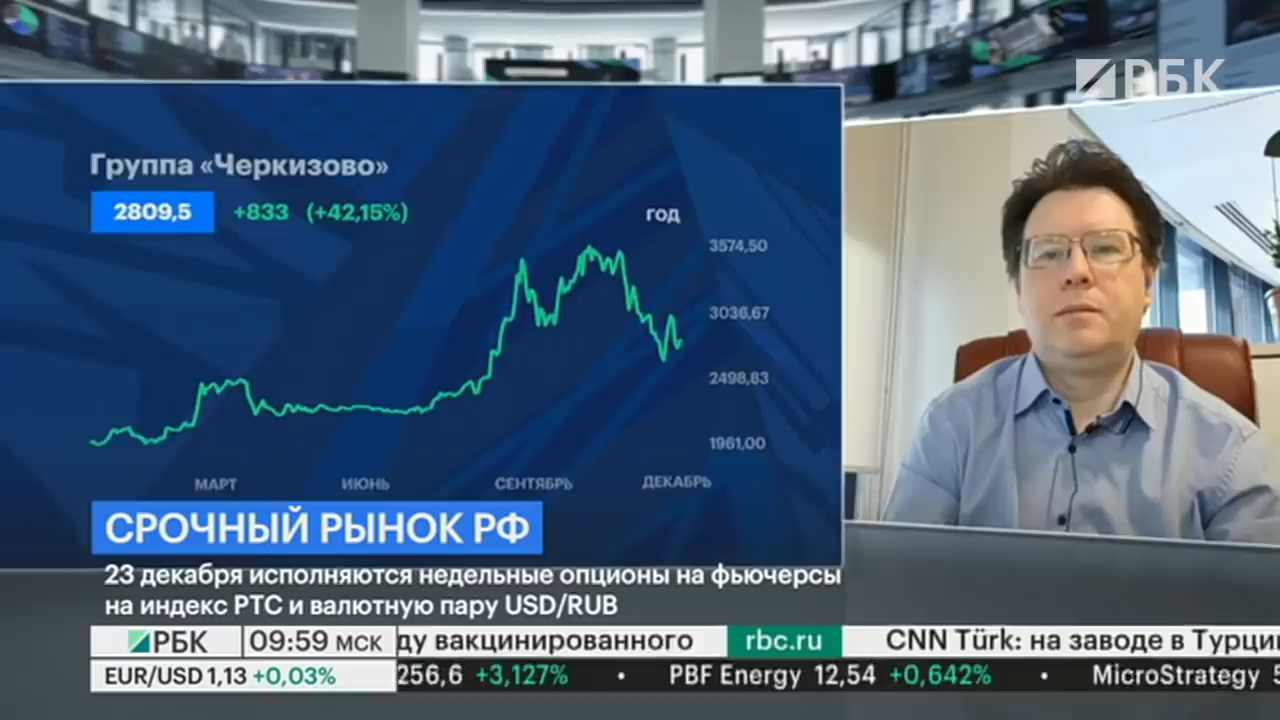 РБК
Группа «Черкизово»
2809,5 +833 (+42,15%)
год
3574,50
3036,67
2498,83
1961,00
МАРТ ИЮНЬ СЕНТЯБРЬ ДЕКАБРЬ
СРОЧНЫЙ РЫНОК РФ
23 декабря исполняются недельные опционы на фьючерсы
на индекс РТС и валютную пару USD/RUB
РБК 09:59 МСК ду вакцинированного rbc.ru CNN Türk: на заводе в Турции
EUR/USD 1,13 +0,03% 256,6 +3,127% • PBF Energy 12,54 +0,642% • MicroStrategy 5